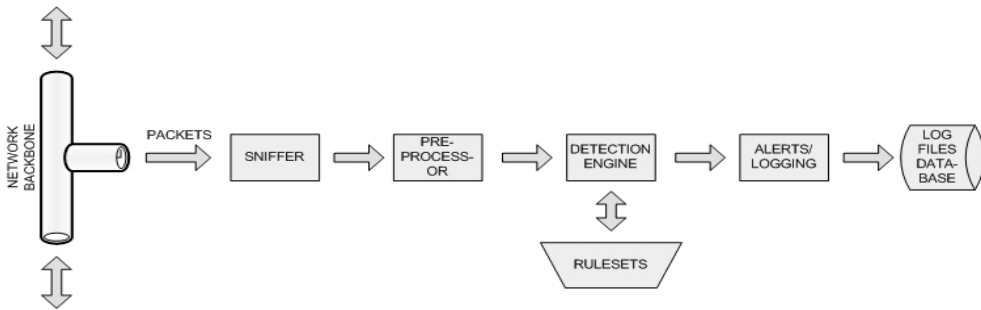 NETWORK
BACKBONE
PACKETS
SNIFFER
PRE-
PROCESS-
OR
DETECTION
ENGINE
ALERTS/
LOGGING
LOG
FILES
DATA-
BASE
RULESETS